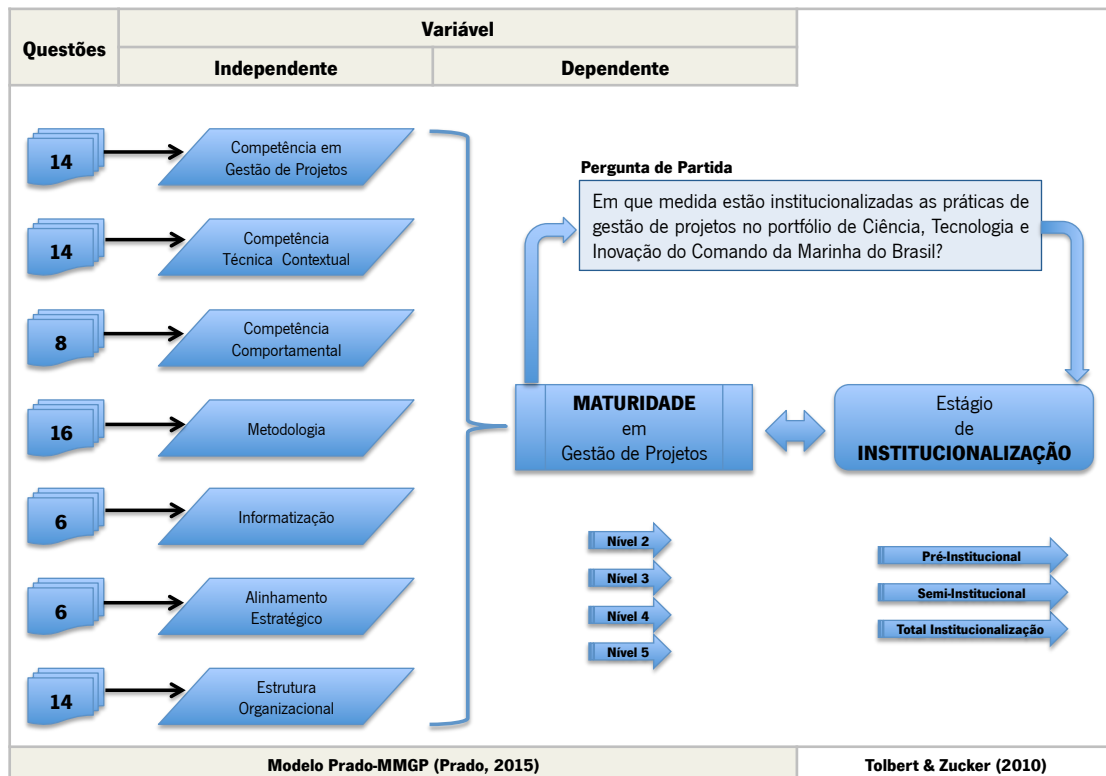 Questões
Variável
Independente
Dependente
14
Competência em
Gestão de Projetos
14
Competência
Técnica Contextual
8
Competência
Comportamental
16
Metodologia
6
Informatização
6
Alinhamento
Estratégico
14
Estrutura
Organizacional
Pergunta de Partida
Em que medida estão institucionalizadas as práticas de
gestão de projetos no portfólio de Ciência, Tecnologia e
Inovação do Comando da Marinha do Brasil?
MATURIDADE
em
Gestão de Projetos
Estágio
de
INSTITUCIONALIZAÇÃO
Nível 2
Nível 3
Nível 4
Nível 5
Pré-Institucional
Semi-Institucional
Total Institucionalização
Modelo Prado-MMGP (Prado, 2015)
Tolbert & Zucker (2010)